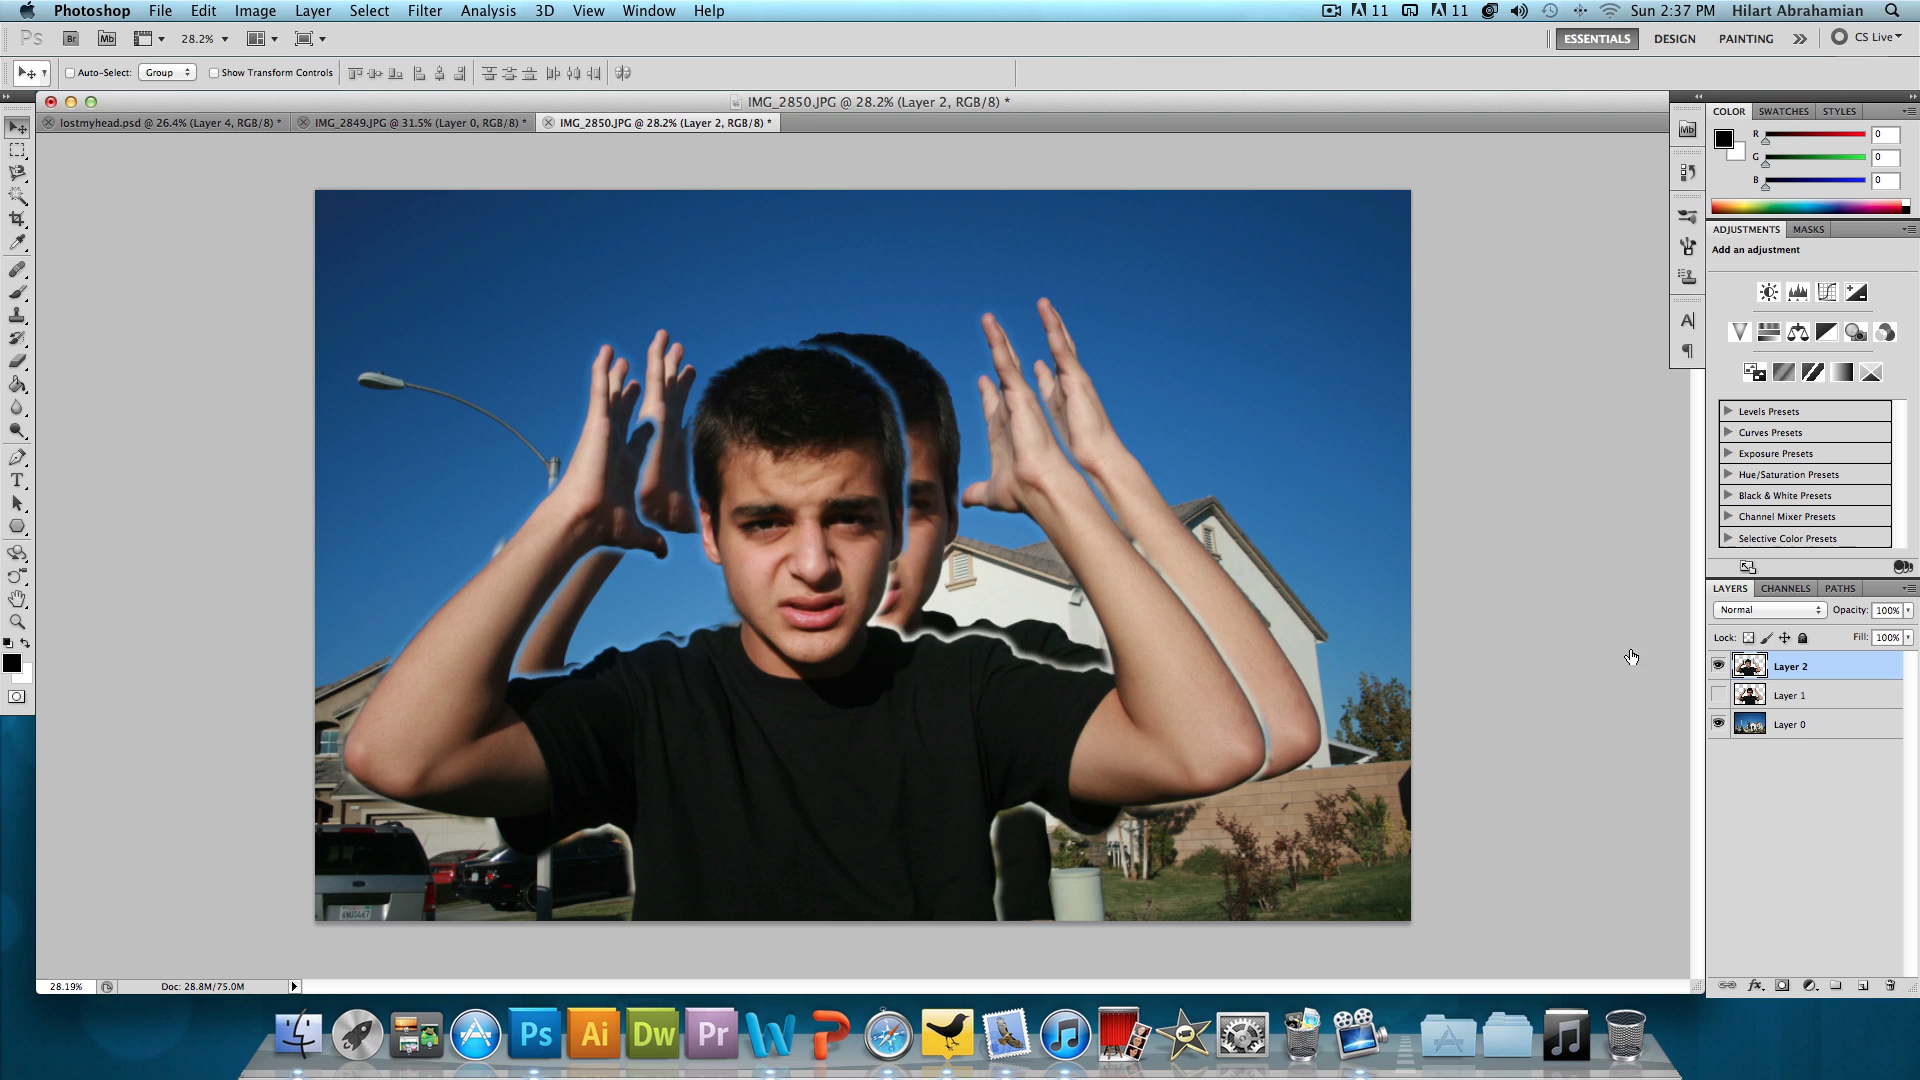 Photoshop File Edit Image Layer Select Filter Analysis 3D View Window Help 11 11 Sun 2:37 PM Hilart Abrahamian
Ps Br Mb 28.2% ESSENTIALS DESIGN PAINTING CS Live
Auto-Select: Group Show Transform Controls
IMG_2850.JPG @ 28.2% (Layer 2, RGB/8) *
lostmyhead.psd @ 26.4% (Layer 4, RGB/8) * IMG_2849.JPG @ 31.5% (Layer 0, RGB/8) * IMG_2850.JPG @ 28.2% (Layer 2, RGB/8) *
COLOR SWATCHES STYLES
Mb
R 0
G 0
B 0
ADJUSTMENTS MASKS
Add an adjustment
Levels Presets
Curves Presets
Exposure Presets
Hue/Saturation Presets
Black & White Presets
Channel Mixer Presets
Selective Color Presets
LAYERS CHANNELS PATHS
Normal Opacity: 100%
Lock: Fill: 100%
Layer 2
Layer 1
Layer 0
28.19% Doc: 28.8M/75.0M
Ps Ai Dw Pr